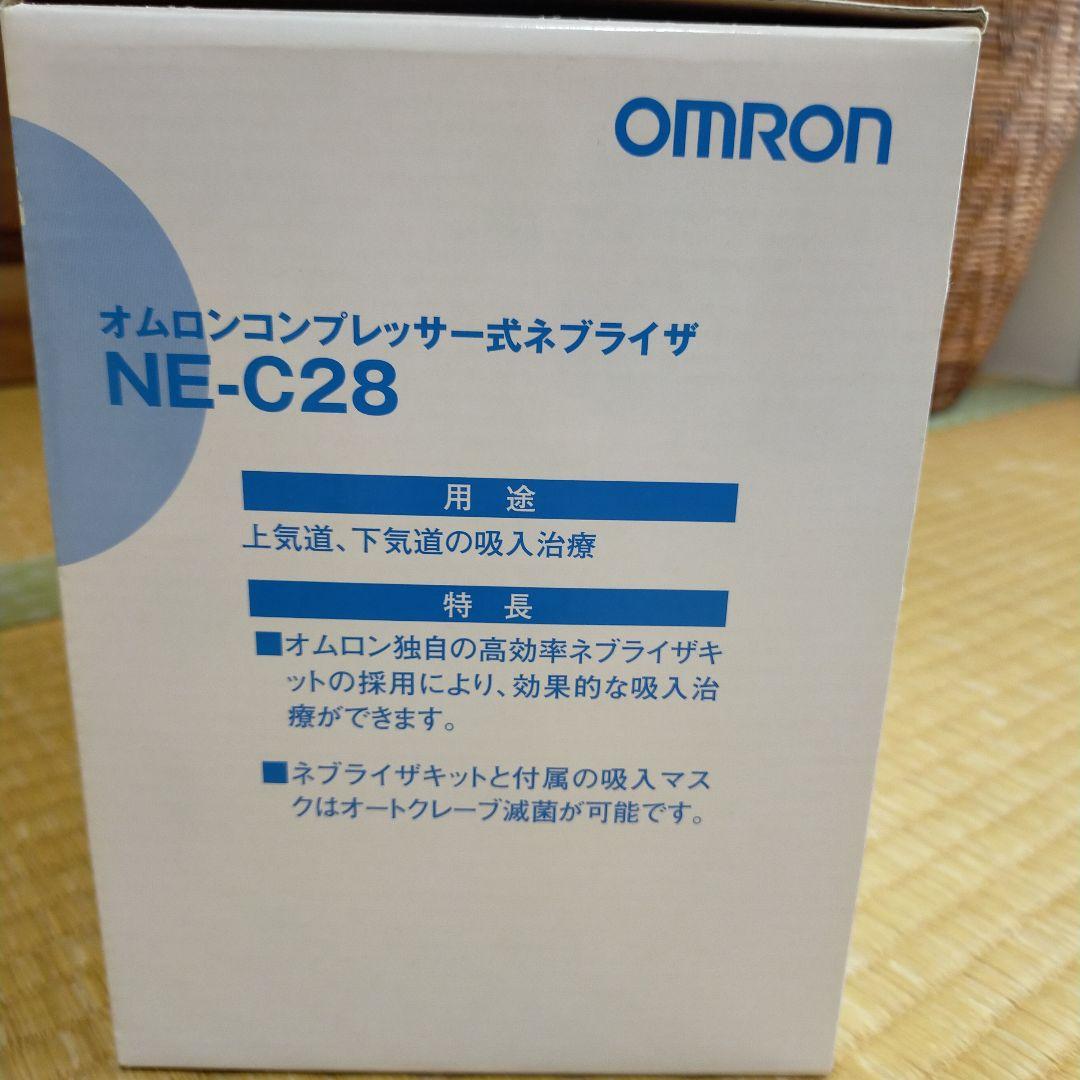 OMRON
オムロンコンプレッサー式ネブライザ
NE-C28
用 途
上気道、下気道の吸入治療
特 長
■オムロン独自の高効率ネブライザキ
ットの採用により、効果的な吸入治
療ができます。
■ネブライザキットと付属の吸入マス
クはオートクレーブ滅菌が可能です。